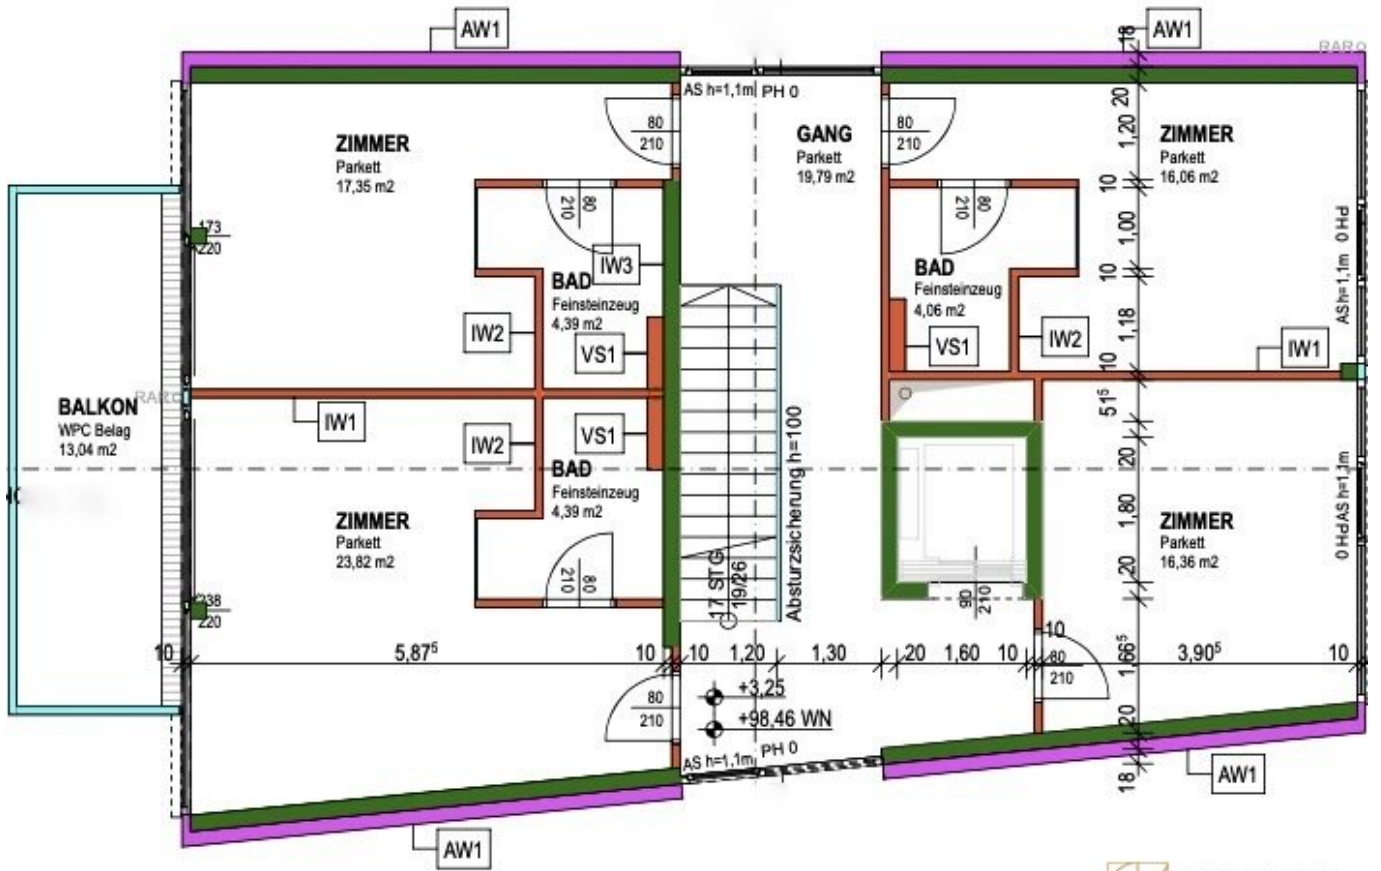 AW1
AW1
18
RAR
AS h=1,1m
PH 0
20
80
210
ZIMMER
Parkett
17,35 m2
GANG
Parkett
19,79 m2
80
210
1,20
ZIMMER
Parkett
16,06 m2
10
80
210
80
210
173
220
1,00
ASh=1,1m 0 Hd
IW3
BAD
Feinsteinzeug
4,39 m2
BAD
Feinsteinzeug
4,06 m2
10
IW2
VS1
VS1
IW2
1,18
IW1
10
RAR
BALKON
WPC Belag
13,04 m2
IW1
IW2
VS1
51⁵
Absturzsicherung h=100
BAD
Feinsteinzeug
4,39 m2
20
ZIMMER
Parkett
23,82 m2
1,80
ZIMMER
Parkett
16,36 m2
0 HdASh=1,1m
17 STG
19/26
80
210
238
220
90
210
20
10
10
5,87⁵
10
10
1,20
1,30
20
1,60
10
80
210
1,66⁵
3,90⁵
10
80
210
+3,25
+98,46 WN
20
AS h=1,1m
PH 0
18
AW1
AW1